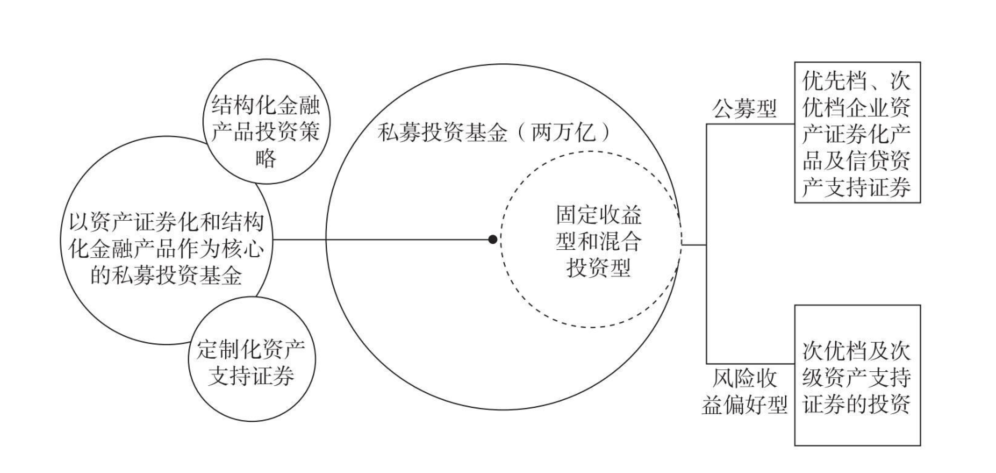 结构化金融
产品投资策
略
以资产证券化和结构
化金融产品作为核心
的私募投资基金
定制化资产
支持证券
私募投资基金（两万亿）
固定收益
型和混合
投资型
公募型
优先档、次
优档企业资
产证券化产
品及信贷资
产支持证券
风险收
益偏好型
次优档及次
级资产支持
证券的投资